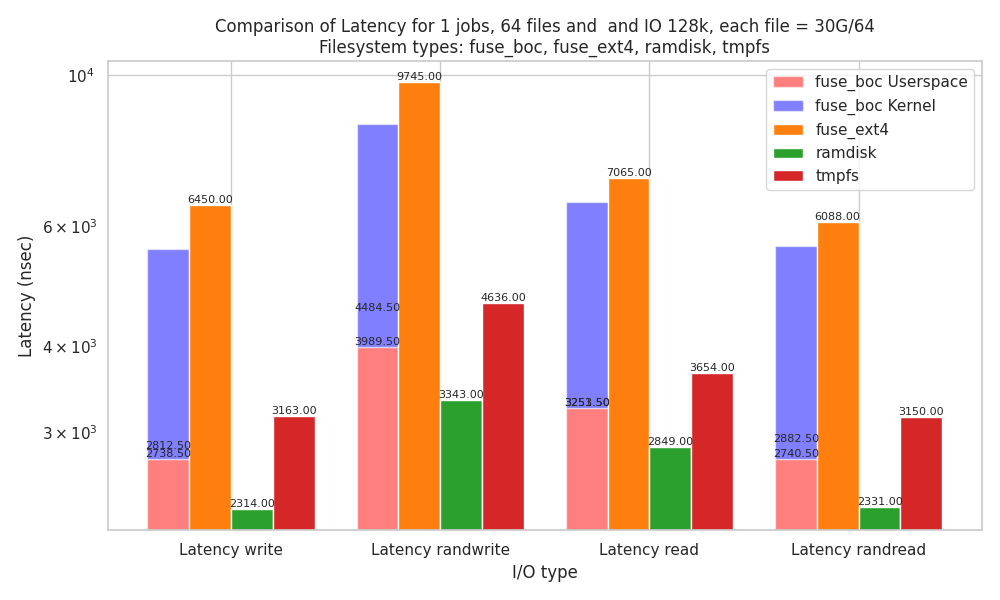 Comparison of Latency for 1 jobs, 64 files and  and IO 128k, each file = 30G/64
Filesystem types: fuse_boc, fuse_ext4, ramdisk, tmpfs
10⁴
6 × 10³
4 × 10³
3 × 10³
Latency (nsec)
fuse_boc Userspace
fuse_boc Kernel
fuse_ext4
ramdisk
tmpfs
2812.50
2738.50
6450.00
2314.00
3163.00
4484.50
3989.50
9745.00
3343.00
4636.00
7065.00
2849.00
3654.00
2882.50
2740.50
6088.00
2331.00
3150.00
Latency write
Latency randwrite
Latency read
Latency randread
I/O type